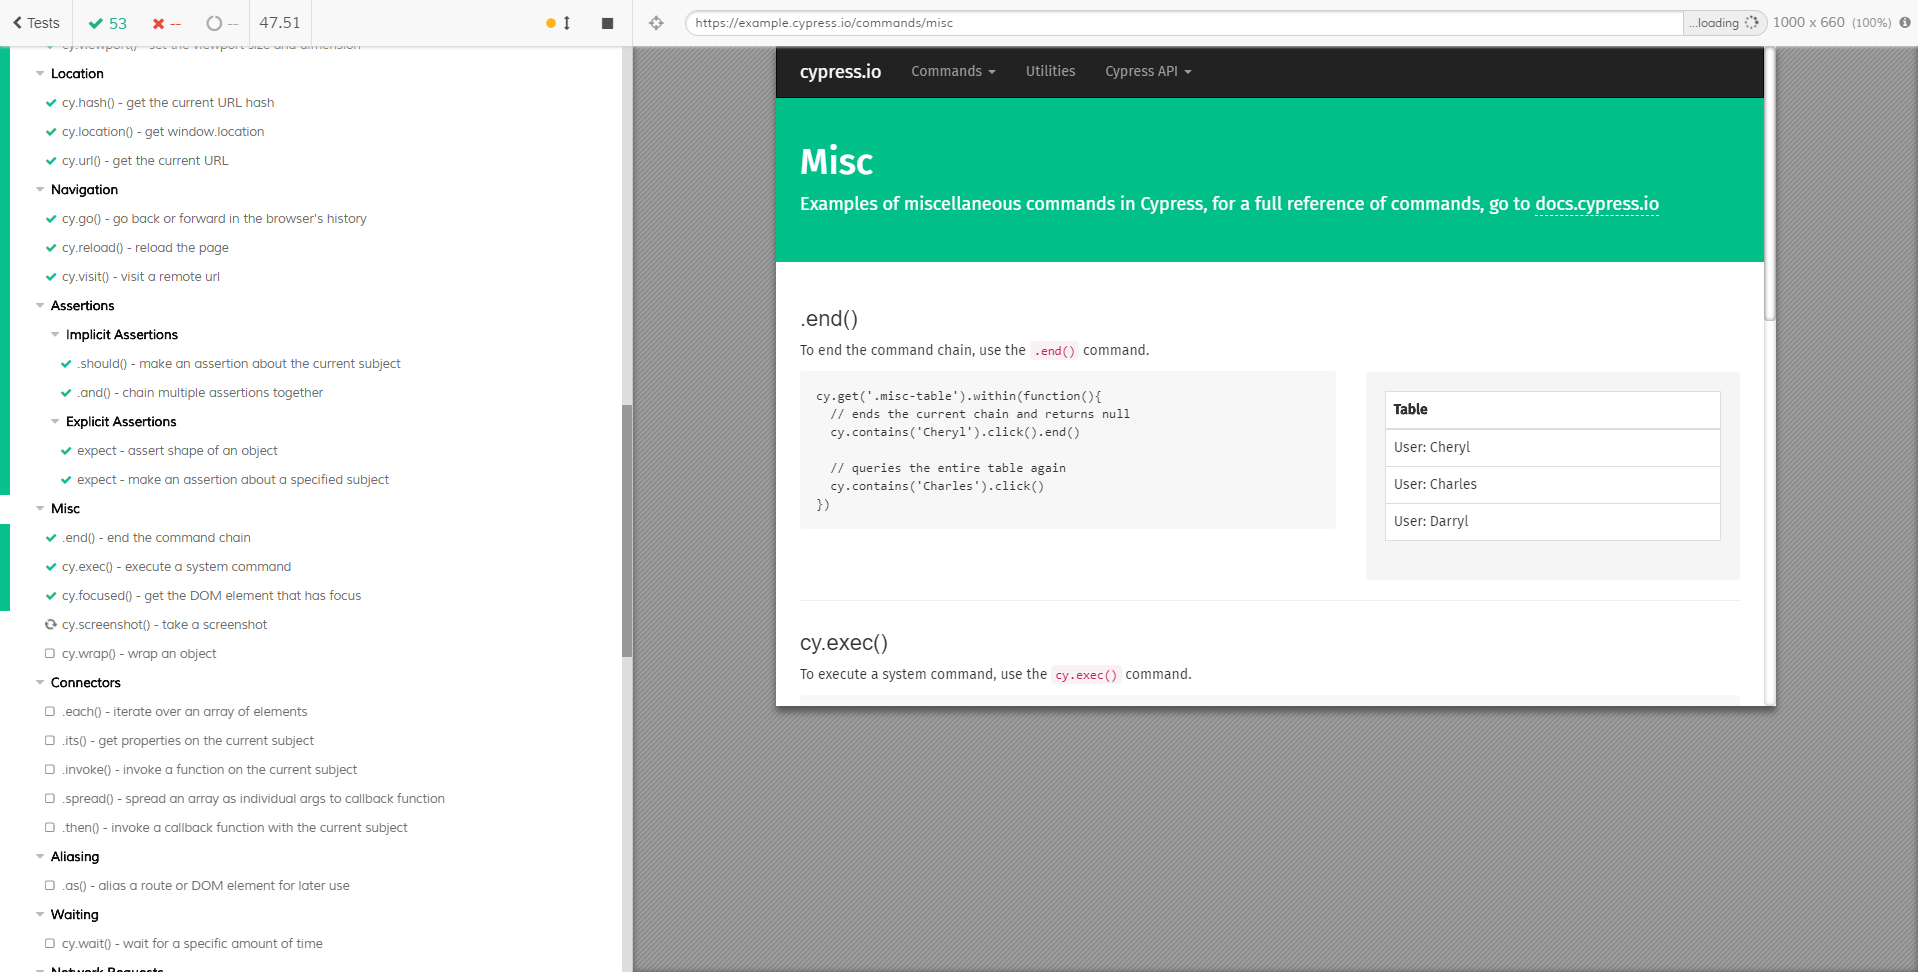 Tests 53 -- -- 47.51
https://example.cypress.io/commands/misc ...loading 1000 x 660 (100%)
cy.viewport() - set the viewport size and dimension
Location
cy.hash() - get the current URL hash
cy.location() - get window.location
cy.url() - get the current URL
Navigation
cy.go() - go back or forward in the browser's history
cy.reload() - reload the page
cy.visit() - visit a remote url
Assertions
Implicit Assertions
.should() - make an assertion about the current subject
.and() - chain multiple assertions together
Explicit Assertions
expect - assert shape of an object
expect - make an assertion about a specified subject
Misc
.end() - end the command chain
cy.exec() - execute a system command
cy.focused() - get the DOM element that has focus
cy.screenshot() - take a screenshot
cy.wrap() - wrap an object
Connectors
.each() - iterate over an array of elements
.its() - get properties on the current subject
.invoke() - invoke a function on the current subject
.spread() - spread an array as individual args to callback function
.then() - invoke a callback function with the current subject
Aliasing
.as() - alias a route or DOM element for later use
Waiting
cy.wait() - wait for a specific amount of time
Network Requests
cypress.io Commands Utilities Cypress API
Misc
Examples of miscellaneous commands in Cypress, for a full reference of commands, go to docs.cypress.io
.end()
To end the command chain, use the .end() command.
cy.get('.misc-table').within(function(){
// ends the current chain and returns null
cy.contains('Cheryl').click().end()
// queries the entire table again
cy.contains('Charles').click()
})
Table
User: Cheryl
User: Charles
User: Darryl
cy.exec()
To execute a system command, use the cy.exec() command.